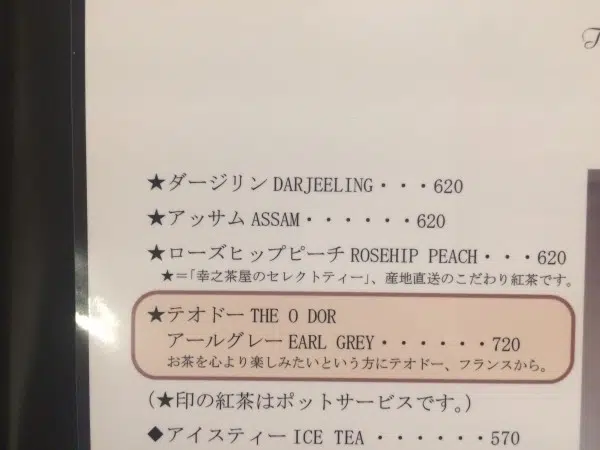 ★ダージリン DARJEELING・・・620
★アッサム ASSAM・・・・・・620
★ローズヒップピーチ ROSEHIP PEACH・・・620
★＝「幸之茶屋のセレクトティー」、産地直送のこだわり紅茶です。
★テオドー THE O DOR
アールグレー EARL GREY・・・・・・720
お茶を心より楽しみたいという方にテオドー、フランスから。
(★印の紅茶はポットサービスです。)
◆アイスティー ICE TEA ・・・・・・570